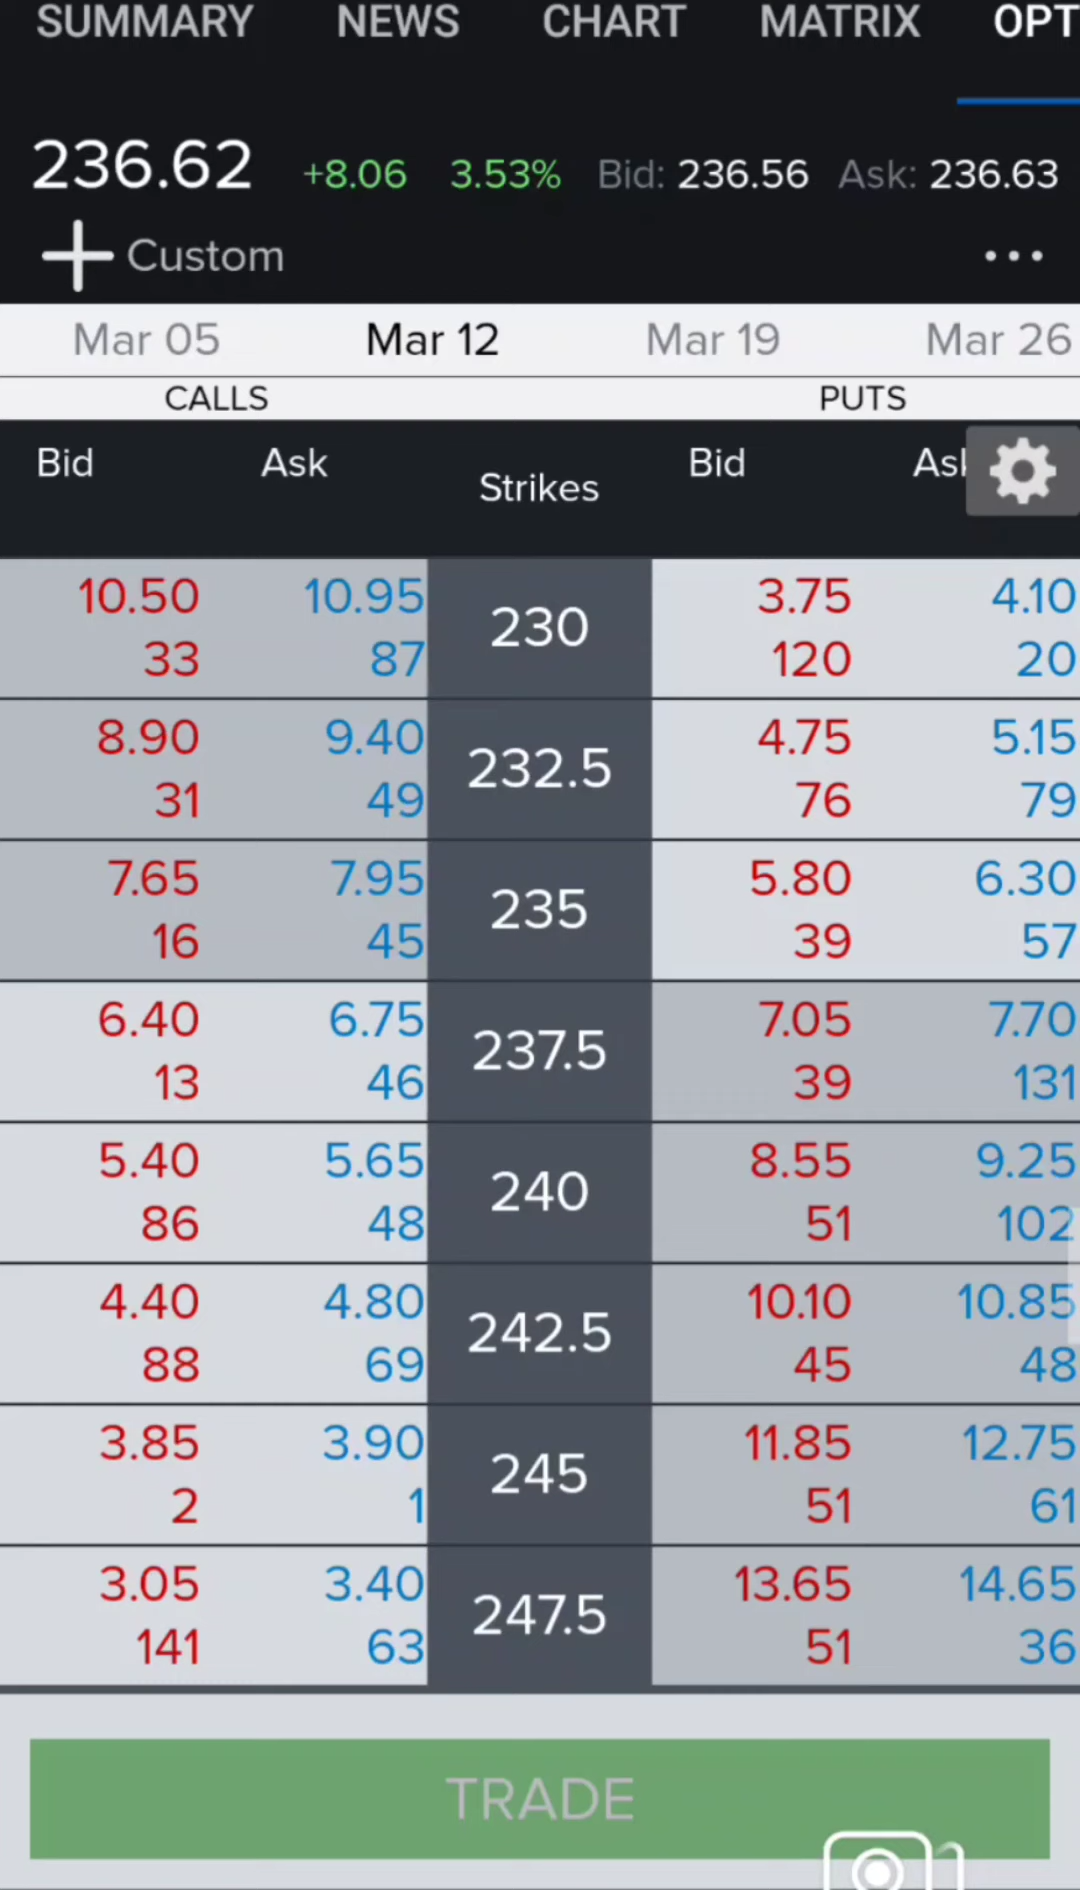 SUMMARY NEWS CHART MATRIX OPT
236.62 +8.06 3.53% Bid: 236.56 Ask: 236.63
Custom ...
Mar 05 Mar 12 Mar 19 Mar 26
CALLS PUTS
Bid Ask Strikes Bid Ask
10.50 10.95 230 3.75 4.10
33 87 120 20
8.90 9.40 232.5 4.75 5.15
31 49 76 79
7.65 7.95 235 5.80 6.30
16 45 39 57
6.40 6.75 237.5 7.05 7.70
13 46 39 131
5.40 5.65 240 8.55 9.25
86 48 51 102
4.40 4.80 242.5 10.10 10.85
88 69 45 48
3.85 3.90 245 11.85 12.75
2 1 51 61
3.05 3.40 247.5 13.65 14.65
141 63 51 36
TRADE